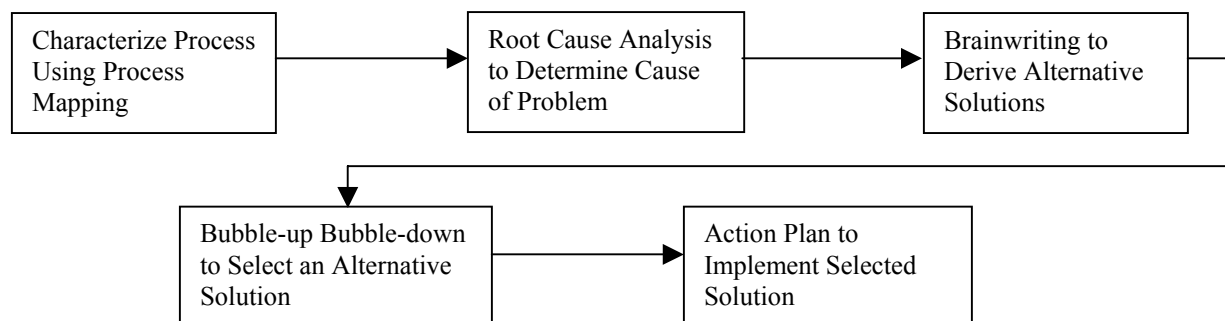 Characterize Process
Using Process
Mapping
Root Cause Analysis
to Determine Cause
of Problem
Brainwriting to
Derive Alternative
Solutions
Bubble-up Bubble-down
to Select an Alternative
Solution
Action Plan to
Implement Selected
Solution